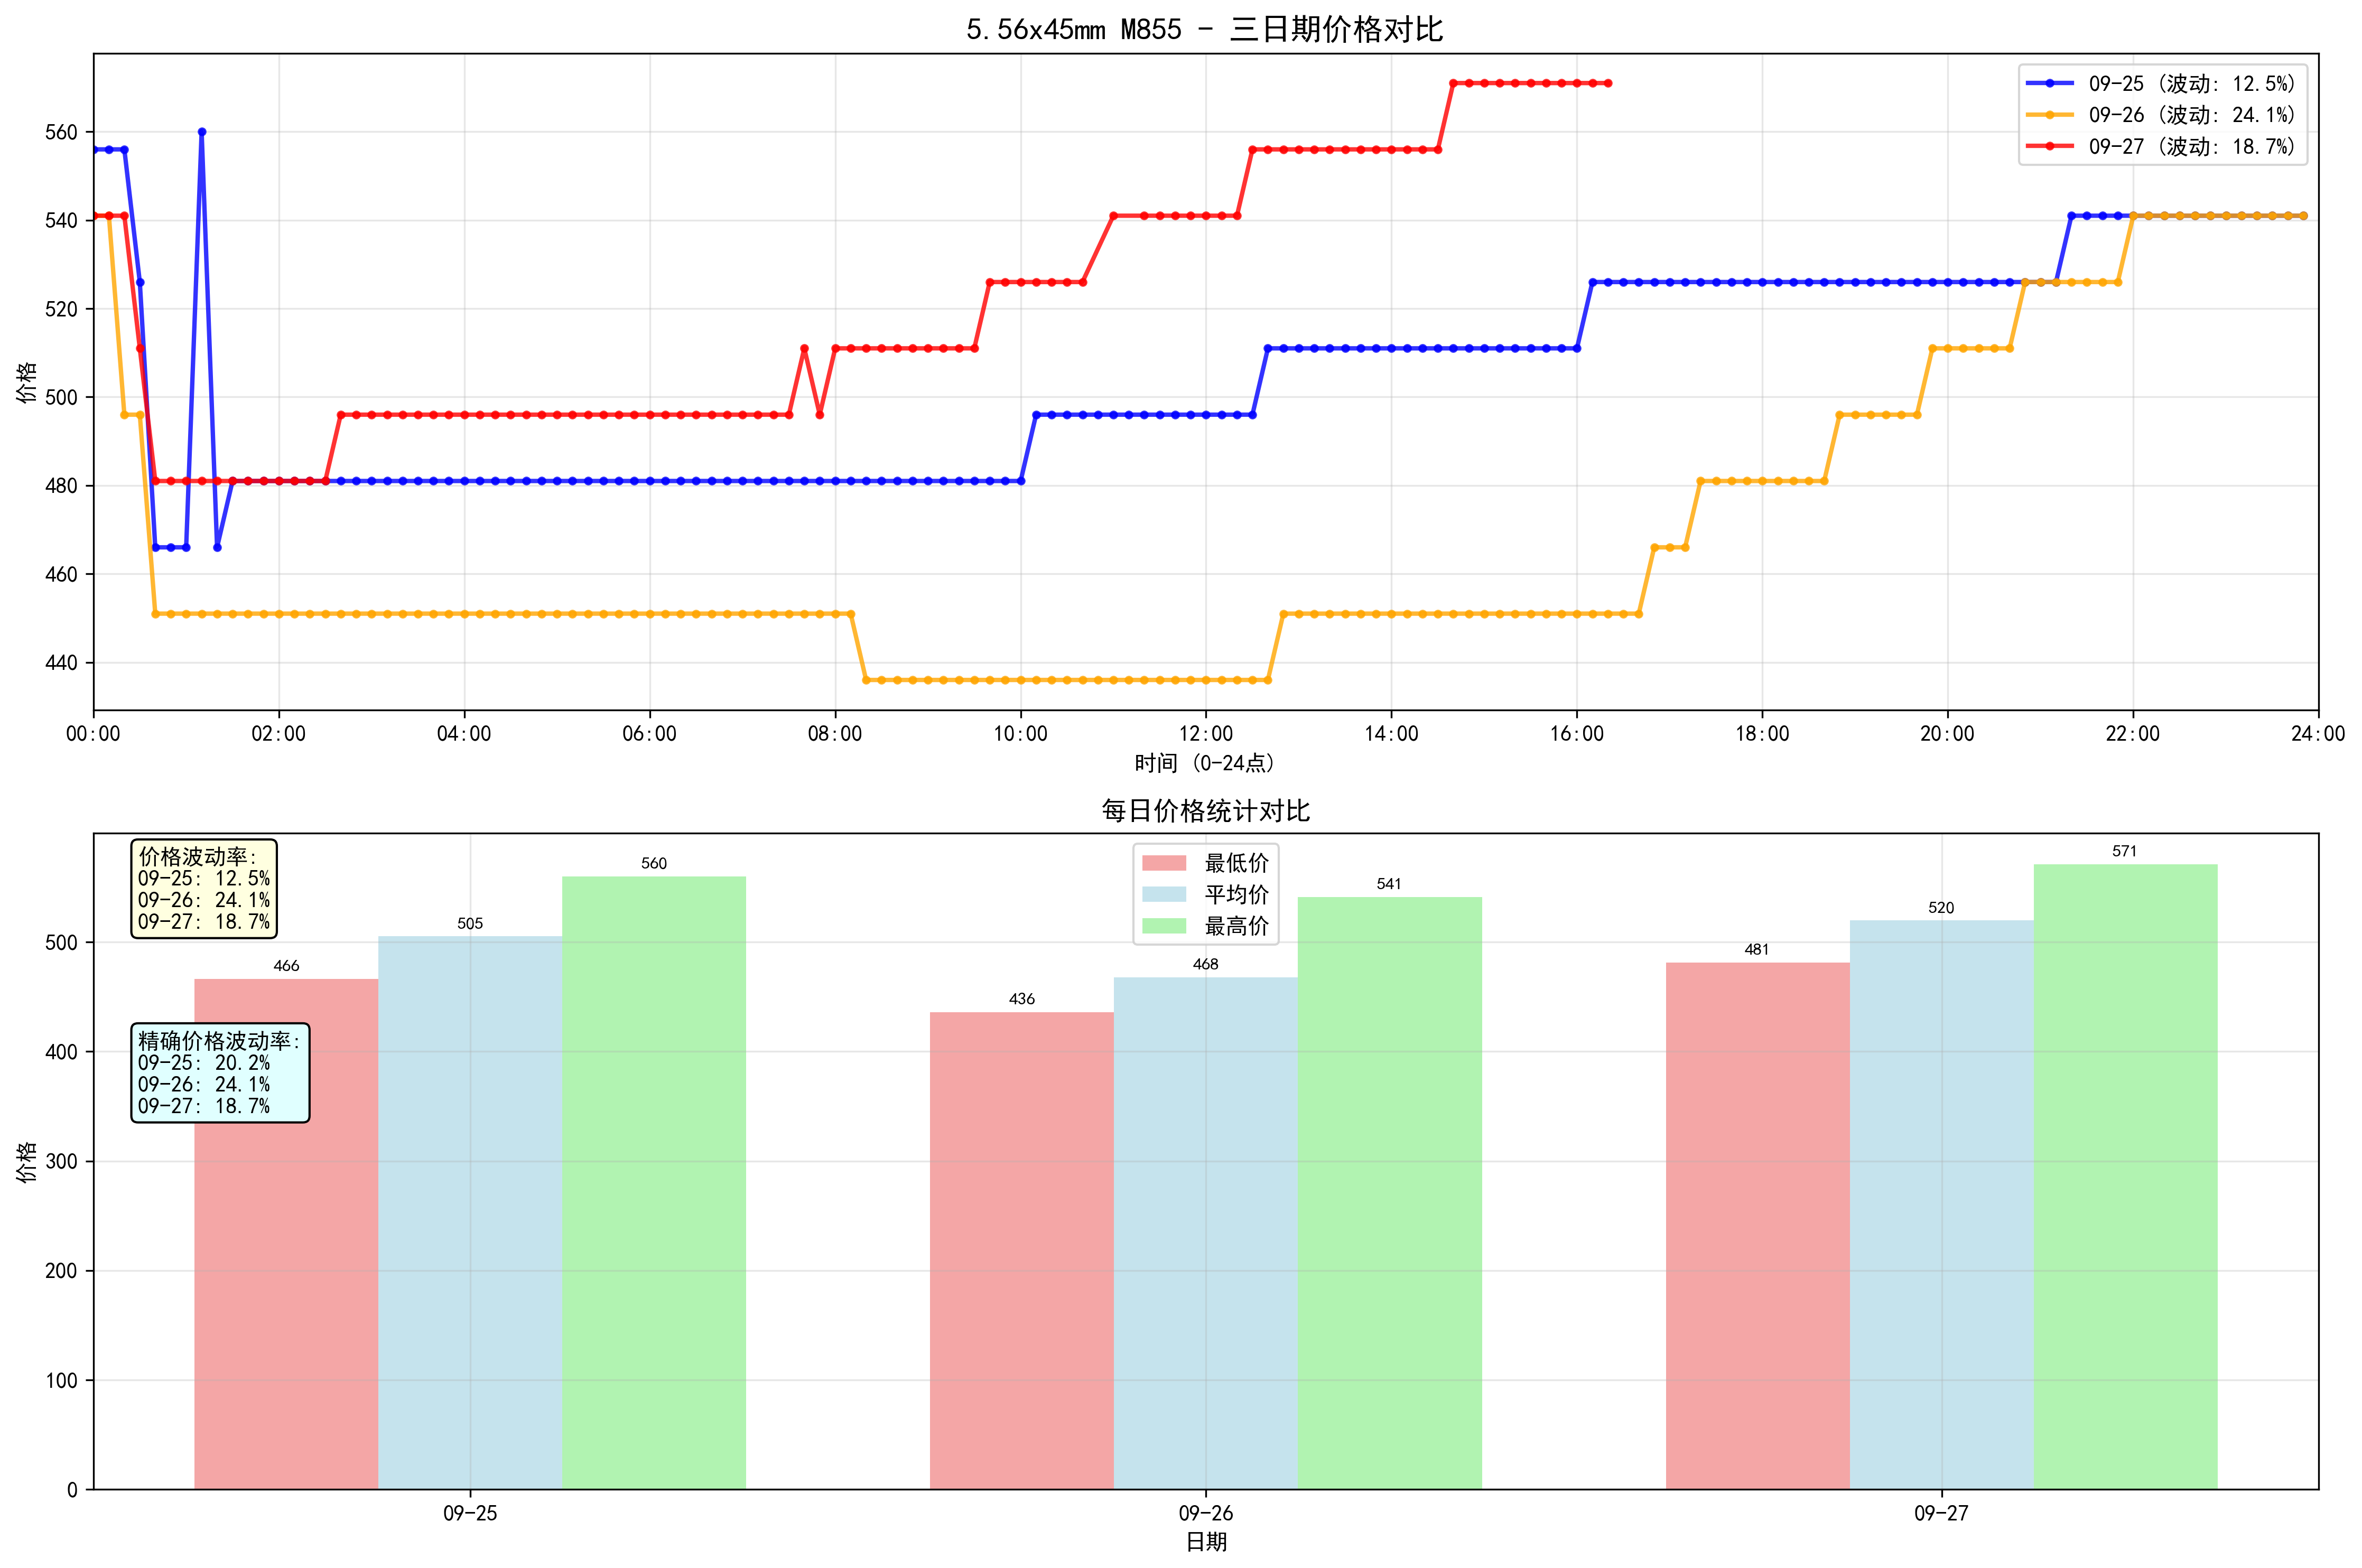 5.56x45mm M855 - 三日期价格对比
09-25 (波动: 12.5%)
09-26 (波动: 24.1%)
09-27 (波动: 18.7%)
价格
560
540
520
500
480
460
440
00:00 02:00 04:00 06:00 08:00 10:00 12:00 14:00 16:00 18:00 20:00 22:00 24:00
时间 (0-24点)
每日价格统计对比
价格波动率:
09-25: 12.5%
09-26: 24.1%
09-27: 18.7%
精确价格波动率:
09-25: 20.2%
09-26: 24.1%
09-27: 18.7%
最低价
平均价
最高价
466 505 560
436 468 541
481 520 571
价格
500
400
300
200
100
0
09-25 09-26 09-27
日期